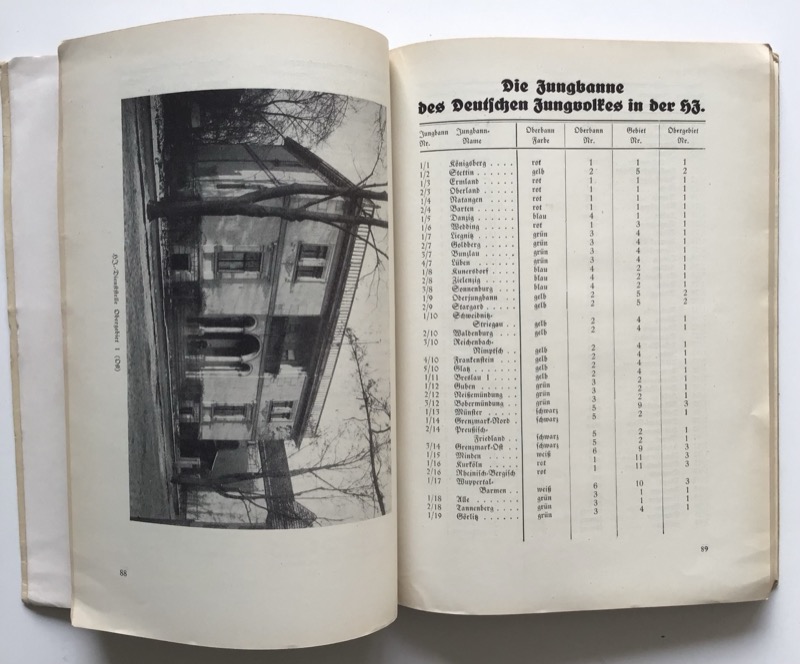 HJ-Dienststelle Obergebiet 1 (Ost)
88
Die Jungbanne
des Deutschen Jungvolkes in der HJ.
Jungbann Jungbann- Oberbann Oberbann Gebiet Obergebiet
Nr. Name Farbe Nr. Nr. Nr.
1/1 Königsberg . . . . rot 1 1 1
1/2 Stettin . . . . . . gelb 2 5 2
1/3 Ermland . . . . . rot 1 1 1
2/3 Oberland . . . . . rot 1 1 1
1/4 Natangen . . . . . rot 1 1 1
2/4 Barten . . . . . . rot 1 1 1
1/5 Danzig . . . . . . blau 4 1 1
1/6 Wedding . . . . . rot 1 3 1
1/7 Liegnitz . . . . . grün 3 4 1
2/7 Goldberg . . . . . grün 3 4 1
3/7 Bunzlau . . . . . grün 3 4 1
4/7 Lüben . . . . . . grün 3 4 1
1/8 Kunersdorf . . . . blau 4 2 1
2/8 Zielenzig . . . . . blau 4 2 1
3/8 Sonnenburg . . . . blau 4 2 1
1/9 Oberjungbann . . . gelb 2 5 2
2/9 Stargard . . . . . gelb 2 5 2
1/10 Schweidnitz-
Striegau . . gelb 2 4 1
2/10 Waldenburg . . . . gelb 2 4 1
3/10 Reichenbach-
Nimptsch . . gelb 2 4 1
4/10 Frankenstein . . . . gelb 2 4 1
5/10 Glatz . . . . . . gelb 2 4 1
1/11 Breslau 1 . . . . . gelb 2 4 1
1/12 Guben . . . . . . grün 3 2 1
2/12 Neißemündung . . . grün 3 2 1
3/12 Bobermündung . . . grün 3 2 1
1/13 Münster . . . . . schwarz 5 9 3
1/14 Grenzmark-Nord . . schwarz 5 2 1
2/14 Preußisch-
Friedland . . schwarz 5 2 1
3/14 Grenzmark-Ost . . . schwarz 5 2 1
1/15 Minden . . . . . . weiß 6 9 3
1/16 Kurköln . . . . . rot 1 11 3
2/16 Rheinisch-Bergisch rot 1 11 3
1/17 Wuppertal-
Barmen . . weiß 6 10 3
1/18 Alle . . . . . . . grün 3 1 1
2/18 Tannenberg . . . . grün 3 1 1
1/19 Görlitz . . . . . . grün 3 4 1
89